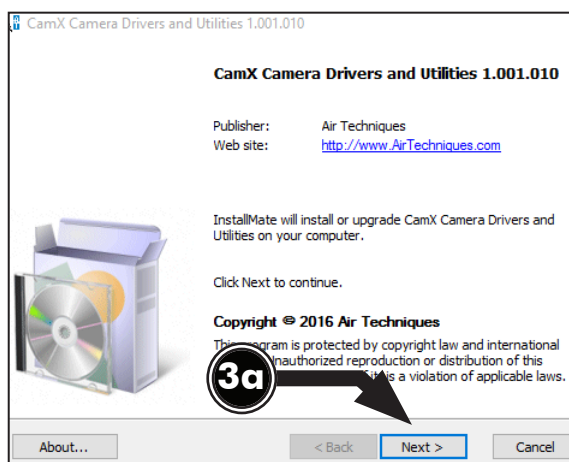 CamX Camera Drivers and Utilities 1.001.010
CamX Camera Drivers and Utilities 1.001.010
Publisher: Air Techniques
Web site: http://www.AirTechniques.com
InstallMate will install or upgrade CamX Camera Drivers and
Utilities on your computer.
Click Next to continue.
Copyright © 2016 Air Techniques
This program is protected by copyright law and international
reproduction or distribution of this
is a violation of applicable laws.
3a
About... < Back Next > Cancel